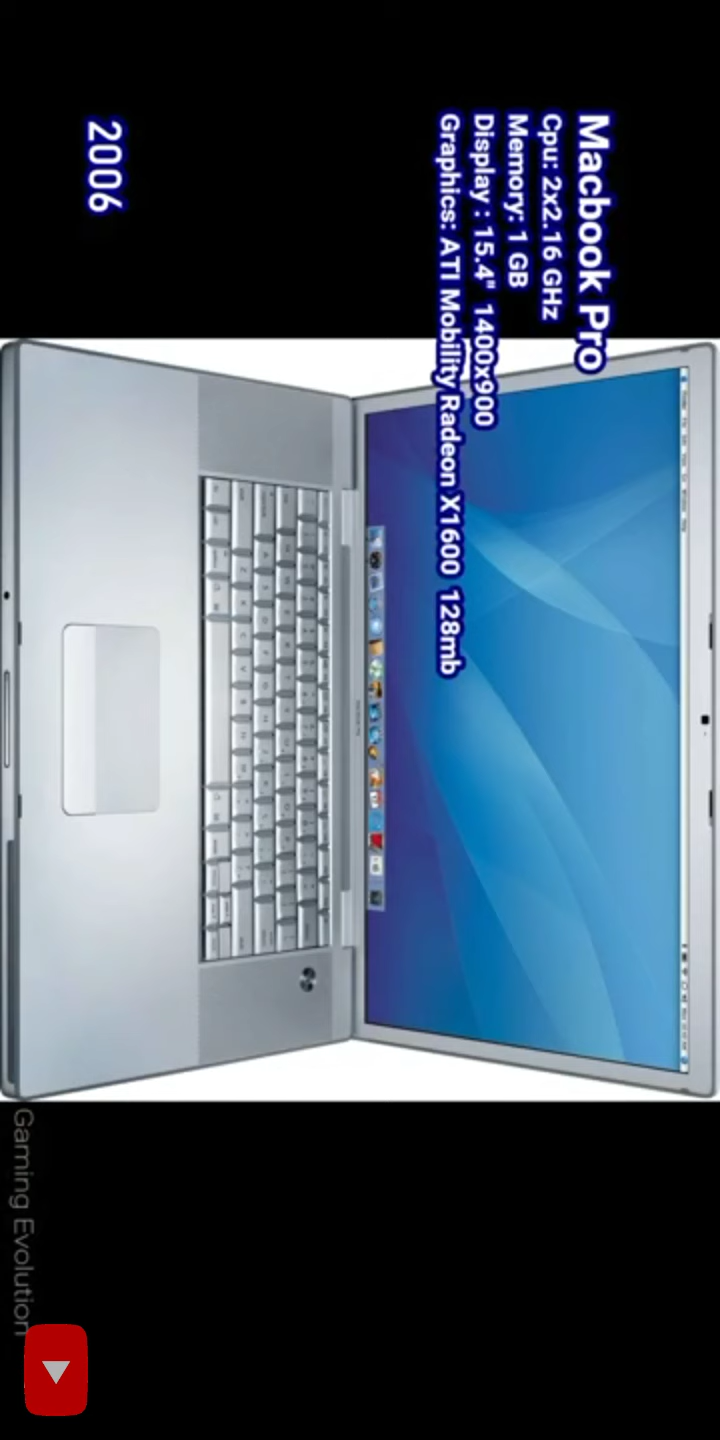 Macbook Pro
Cpu: 2x2.16 GHz
Memory: 1 GB
Display : 15.4" 1400x900
Graphics: ATI Mobility Radeon X1600 128mb
2006
Gaming Evolution